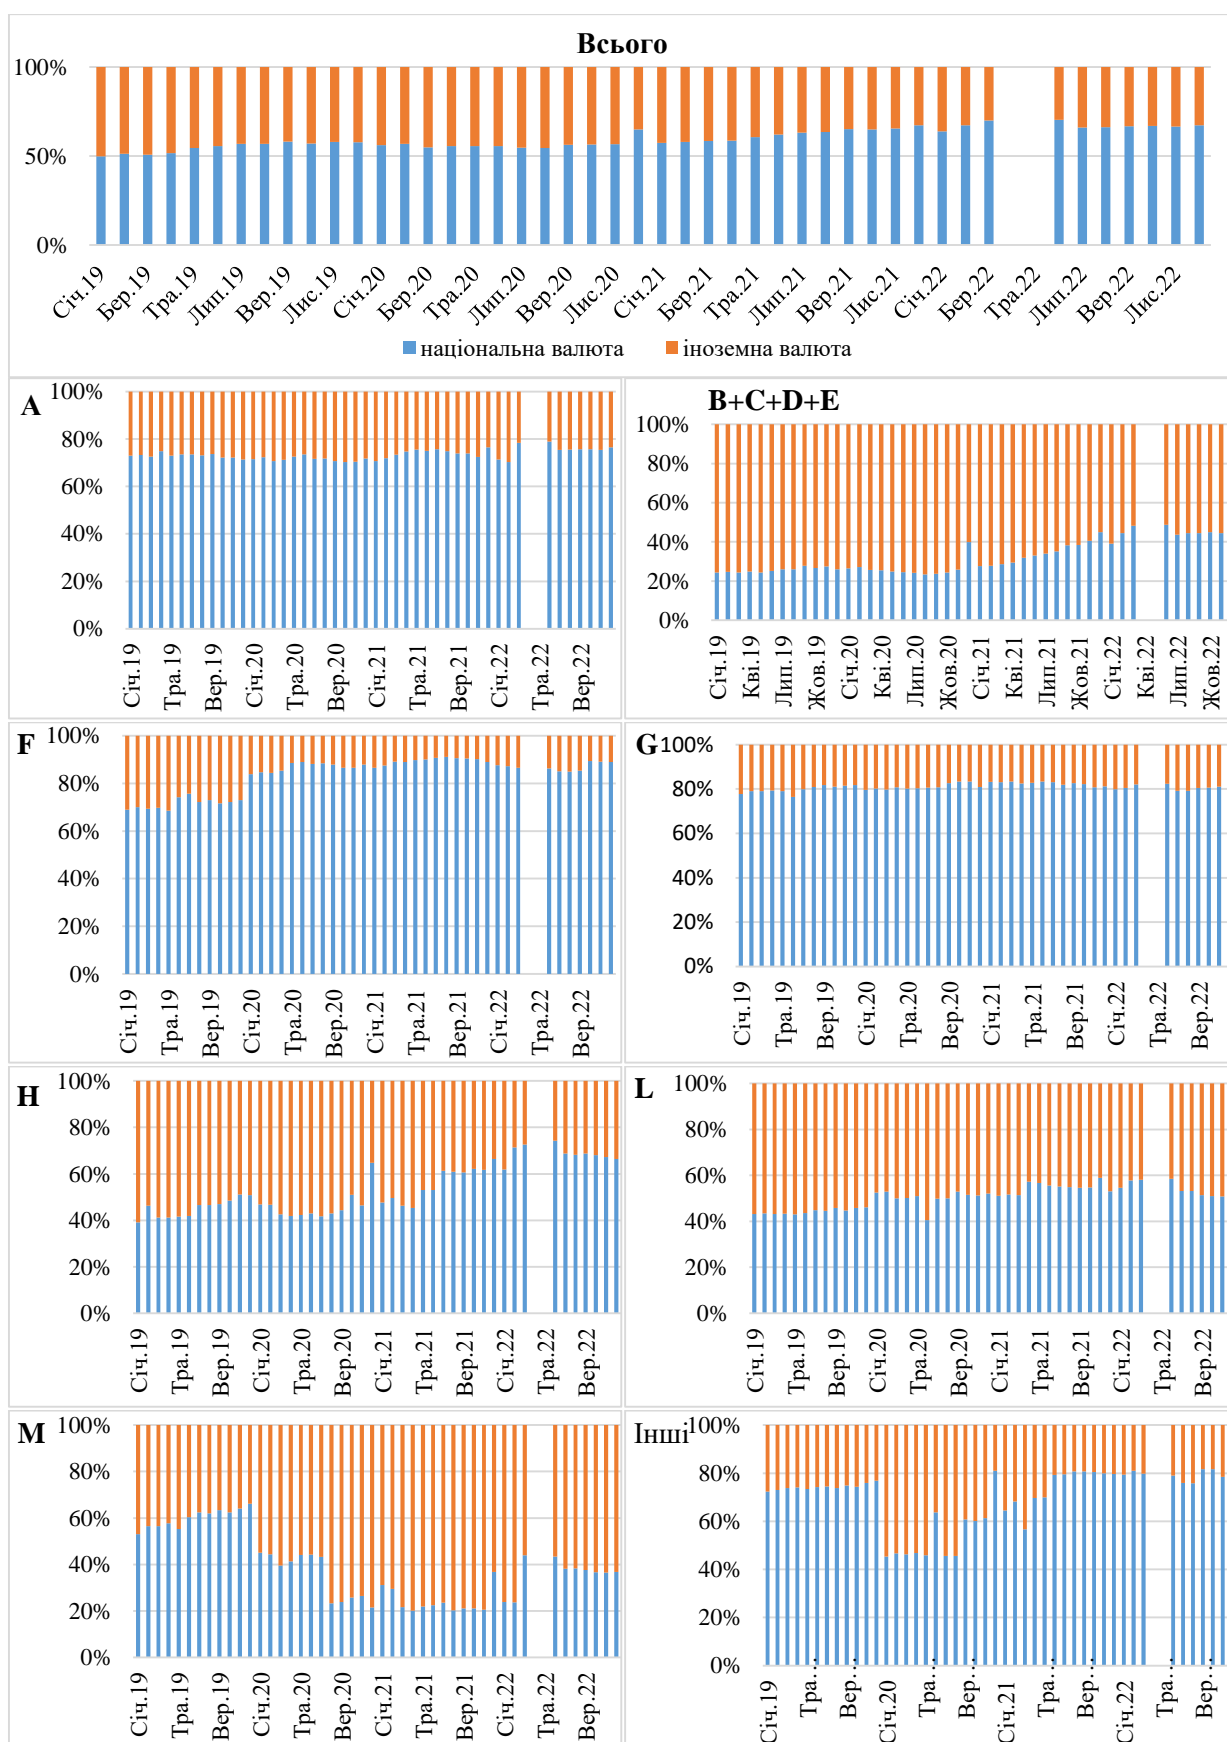 Всього
100%
50%
0%
Січ.19 Бер.19 Тра.19 Лип.19 Вер.19 Лис.19 Січ.20 Бер.20 Тра.20 Лип.20 Вер.20 Лис.20 Січ.21 Бер.21 Тра.21 Лип.21 Вер.21 Лис.21 Січ.22 Бер.22 Тра.22 Лип.22 Вер.22 Лис.22
національна валюта іноземна валюта
A
100%
80%
60%
40%
20%
0%
Січ.19 Тра.19 Вер.19 Січ.20 Тра.20 Вер.20 Січ.21 Тра.21 Вер.21 Січ.22 Тра.22 Вер.22
B+C+D+E
100%
80%
60%
40%
20%
0%
Січ.19 Кві.19 Лип.19 Жов.19 Січ.20 Кві.20 Лип.20 Жов.20 Січ.21 Кві.21 Лип.21 Жов.21 Січ.22 Кві.22 Лип.22 Жов.22
F
100%
80%
60%
40%
20%
0%
Січ.19 Тра.19 Вер.19 Січ.20 Тра.20 Вер.20 Січ.21 Тра.21 Вер.21 Січ.22 Тра.22 Вер.22
G
100%
80%
60%
40%
20%
0%
Січ.19 Тра.19 Вер.19 Січ.20 Тра.20 Вер.20 Січ.21 Тра.21 Вер.21 Січ.22 Тра.22 Вер.22
H
100%
80%
60%
40%
20%
0%
Січ.19 Тра.19 Вер.19 Січ.20 Тра.20 Вер.20 Січ.21 Тра.21 Вер.21 Січ.22 Тра.22 Вер.22
L
100%
80%
60%
40%
20%
0%
Січ.19 Тра.19 Вер.19 Січ.20 Тра.20 Вер.20 Січ.21 Тра.21 Вер.21 Січ.22 Тра.22 Вер.22
M
100%
80%
60%
40%
20%
0%
Січ.19 Тра.19 Вер.19 Січ.20 Тра.20 Вер.20 Січ.21 Тра.21 Вер.21 Січ.22 Тра.22 Вер.22
Інші
100%
80%
60%
40%
20%
0%
Січ.19 Тра… Вер… Січ.20 Тра… Вер… Січ.21 Тра… Вер… Січ.22 Тра… Вер…